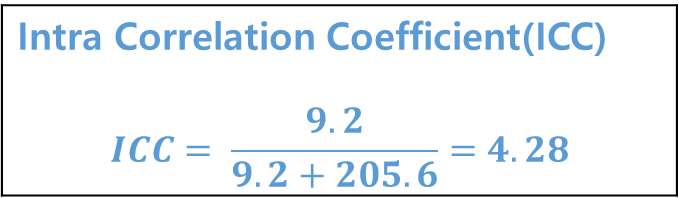 Intra Correlation Coefficient(ICC)
ICC = 9.2 / 9.2 + 205.6 = 4.28